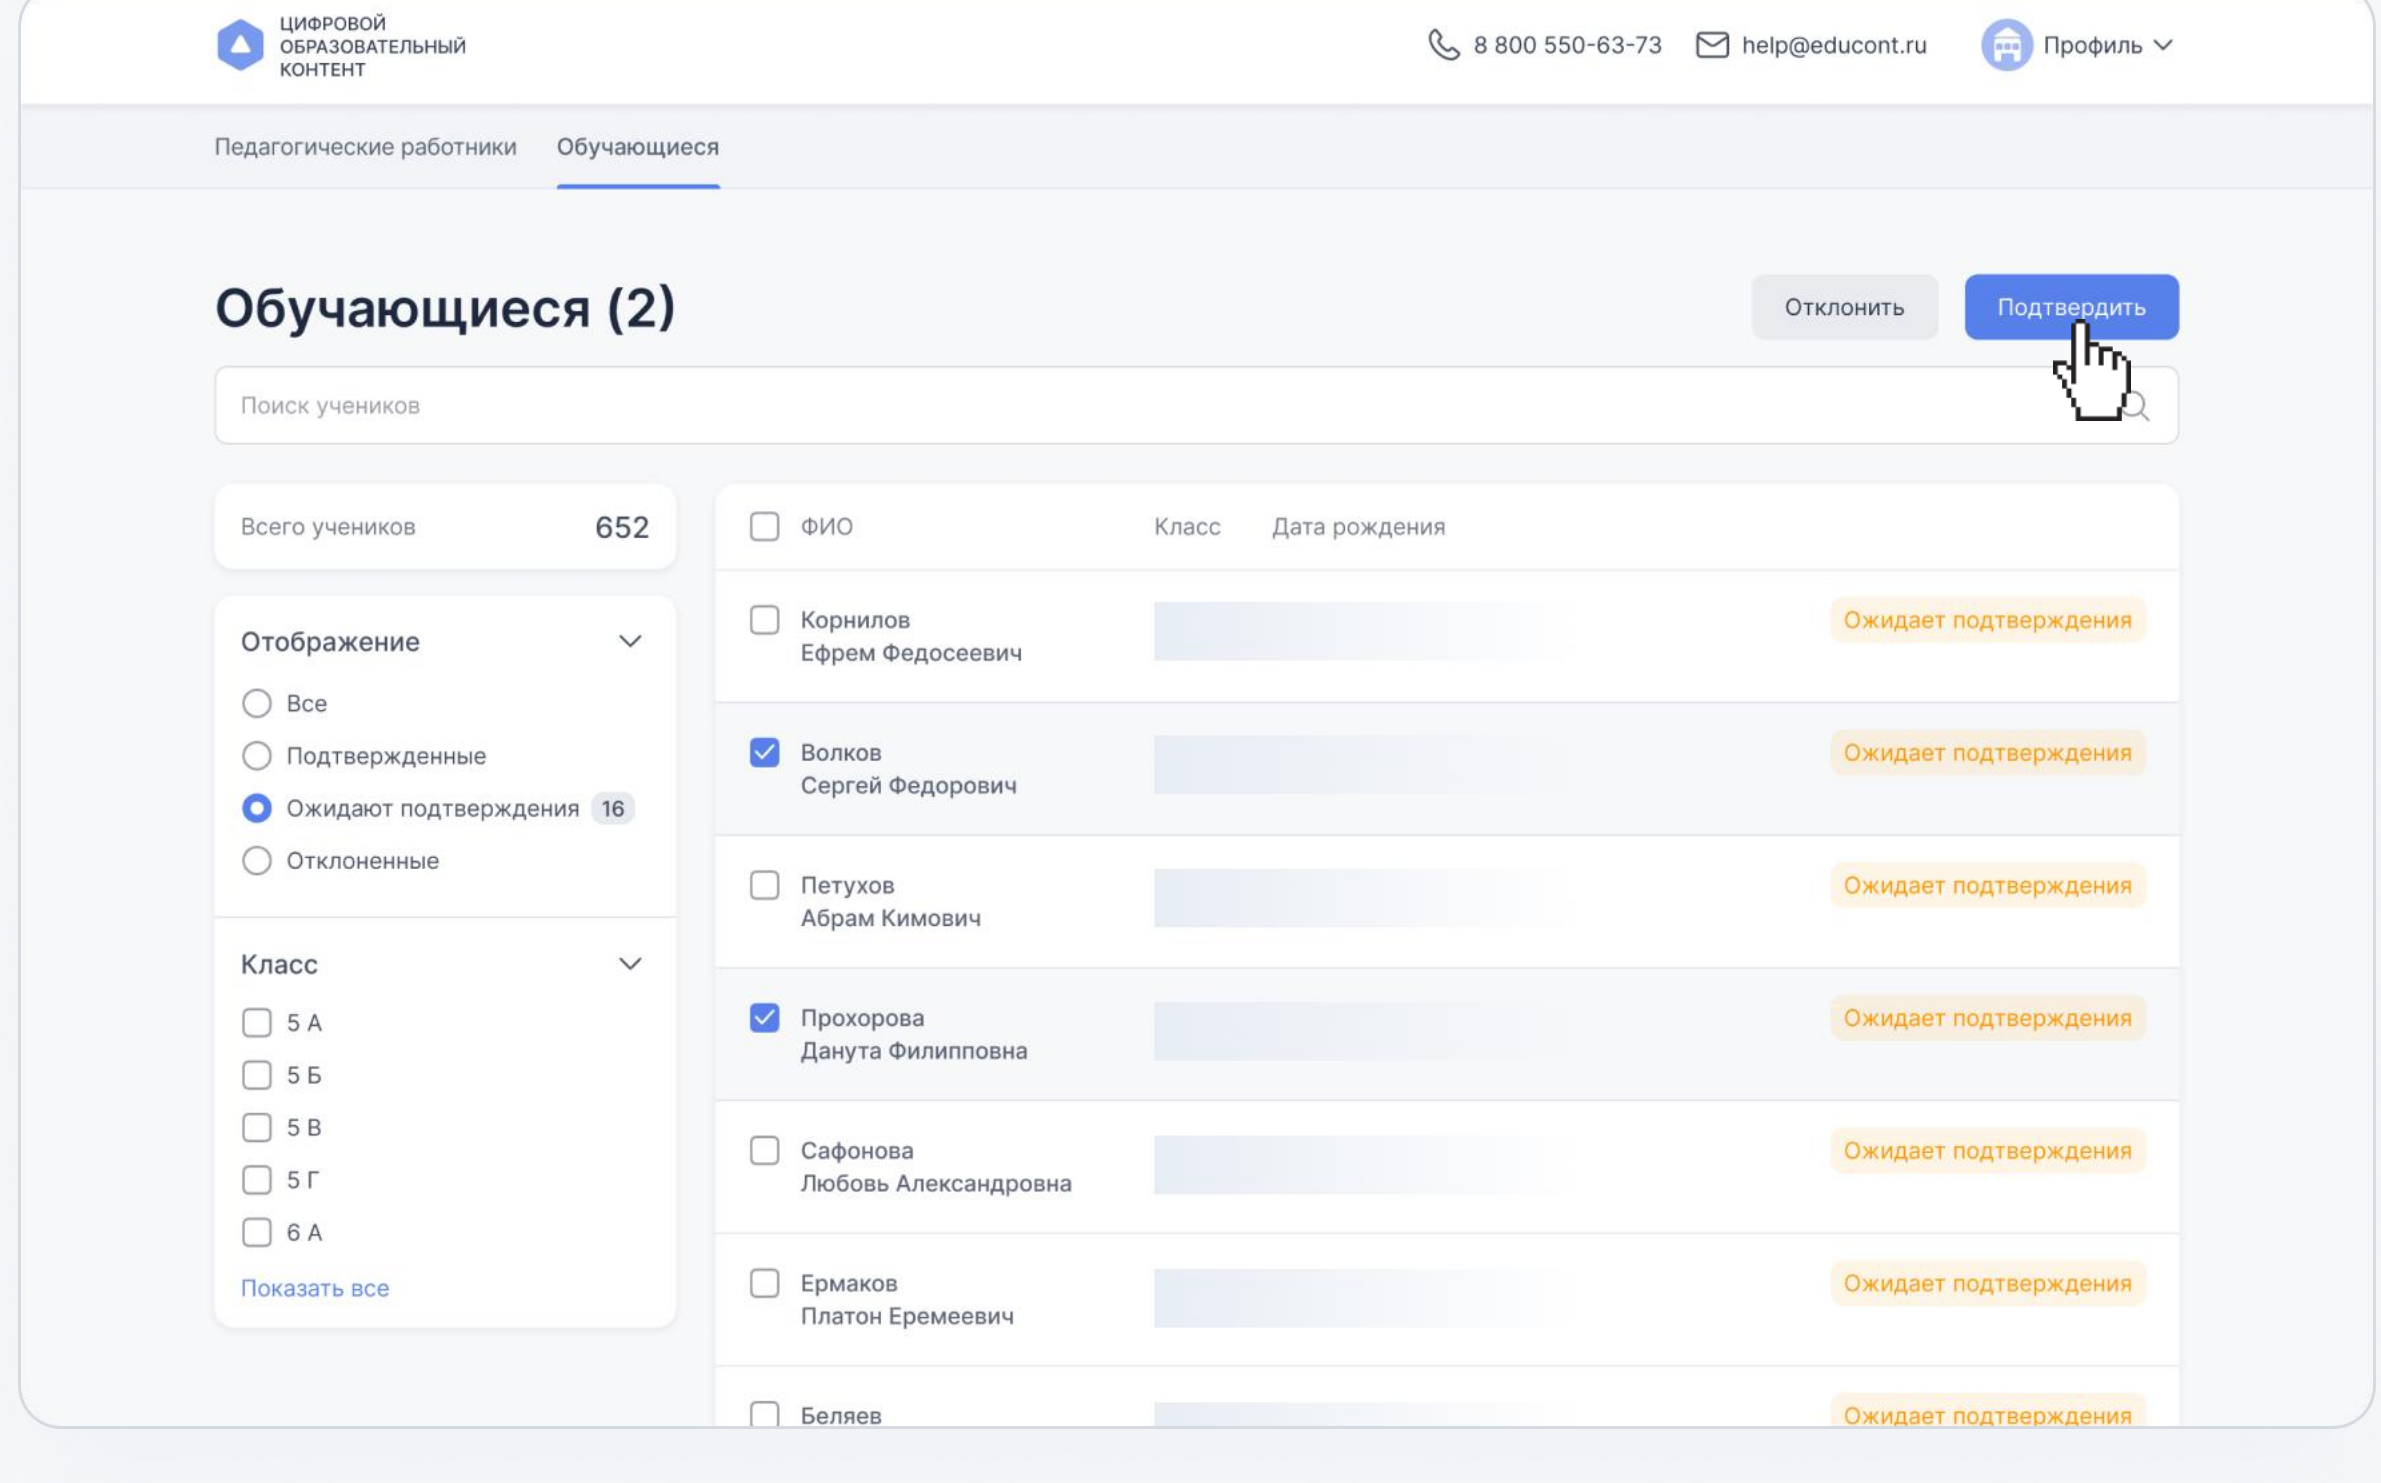 ЦИФРОВОЙ
ОБРАЗОВАТЕЛЬНЫЙ
КОНТЕНТ
8 800 550-63-73
help@educont.ru
Профиль
Педагогические работники
Обучающиеся
Обучающиеся (2)
Отклонить
Подтвердить
Поиск учеников
Всего учеников 652
Отображение
Все
Подтвержденные
Ожидают подтверждения 16
Отклоненные
Класс
5 А
5 Б
5 В
5 Г
6 А
Показать все
ФИО Класс Дата рождения
Корнилов Ожидает подтверждения
Ефрем Федосеевич
Волков Ожидает подтверждения
Сергей Федорович
Петухов Ожидает подтверждения
Абрам Кимович
Прохорова Ожидает подтверждения
Данута Филипповна
Сафонова Ожидает подтверждения
Любовь Александровна
Ермаков Ожидает подтверждения
Платон Еремеевич
Беляев Ожидает подтверждения